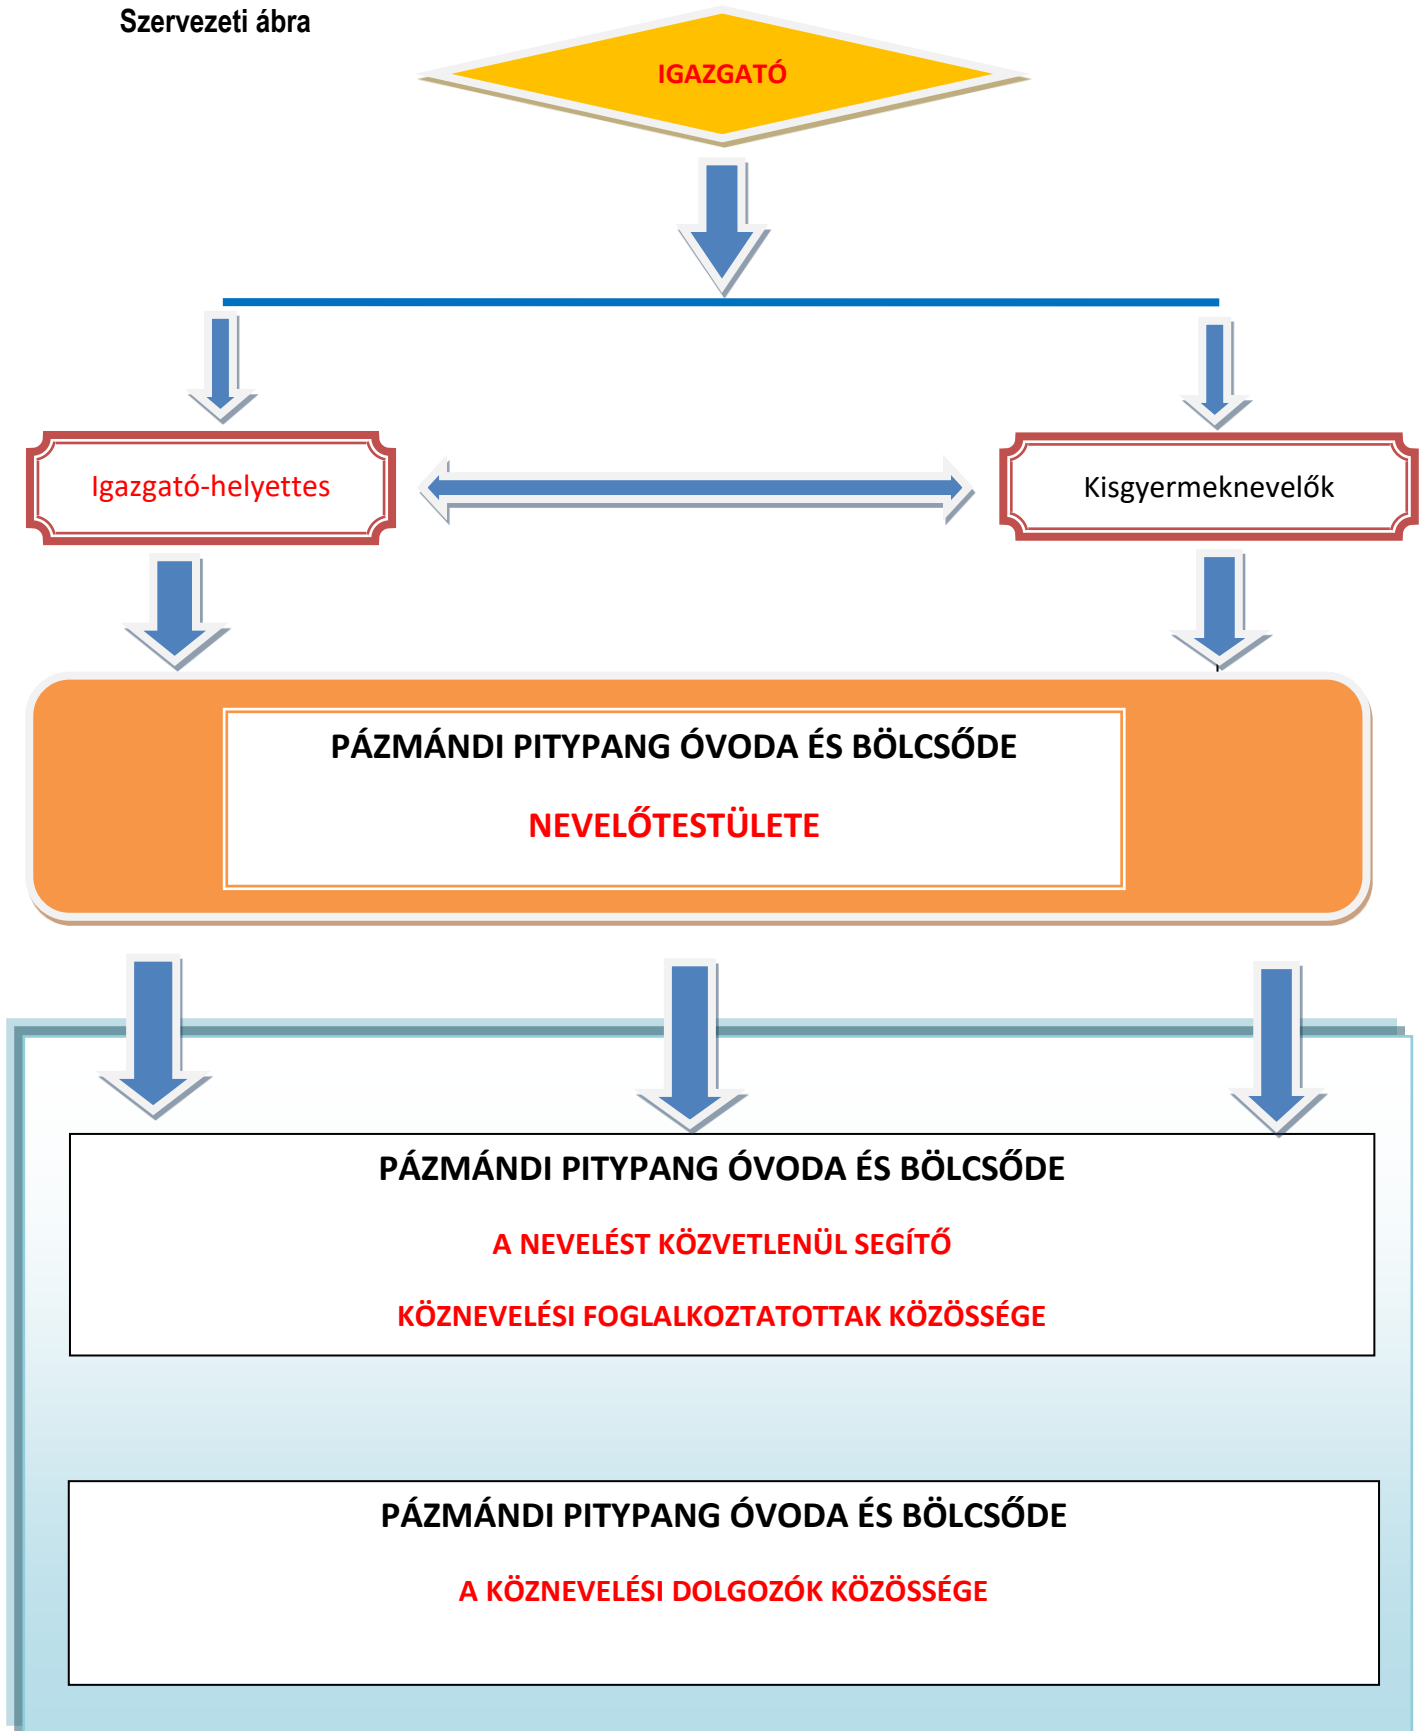 Szervezeti ábra
IGAZGATÓ
Igazgató-helyettes
Kisgyermeknevelők
PÁZMÁNDI PITYPANG ÓVODA ÉS BÖLCSŐDE
NEVELŐTESTÜLETE
PÁZMÁNDI PITYPANG ÓVODA ÉS BÖLCSŐDE
A NEVELÉST KÖZVETLENÜL SEGÍTŐ
KÖZNEVELÉSI FOGLALKOZTATOTTAK KÖZÖSSÉGE
PÁZMÁNDI PITYPANG ÓVODA ÉS BÖLCSŐDE
A KÖZNEVELÉSI DOLGOZÓK KÖZÖSSÉGE